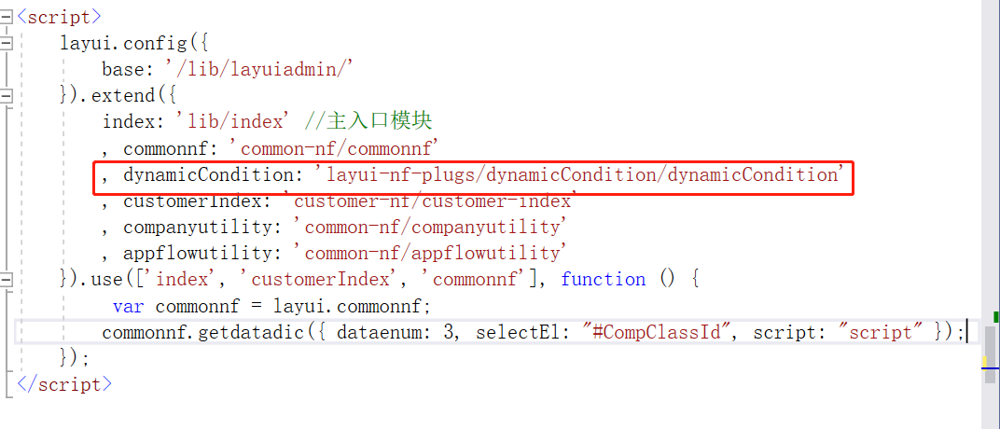 <script>
layui.config({
base: '/lib/layuiadmin/'
}).extend({
index: 'lib/index' //主入口模块
, commonnf: 'common-nf/commonnf'
, dynamicCondition: 'layui-nf-plugs/dynamicCondition/dynamicCondition'
, customerIndex: 'customer-nf/customer-index'
, companyutility: 'common-nf/companyutility'
, appflowutility: 'common-nf/appflowutility'
}).use(['index', 'customerIndex', 'commonnf'], function () {
var commonnf = layui.commonnf;
commonnf.getdatadic({ dataenum: 3, selectEl: "#CompClassId", script: "script" });
});
</script>